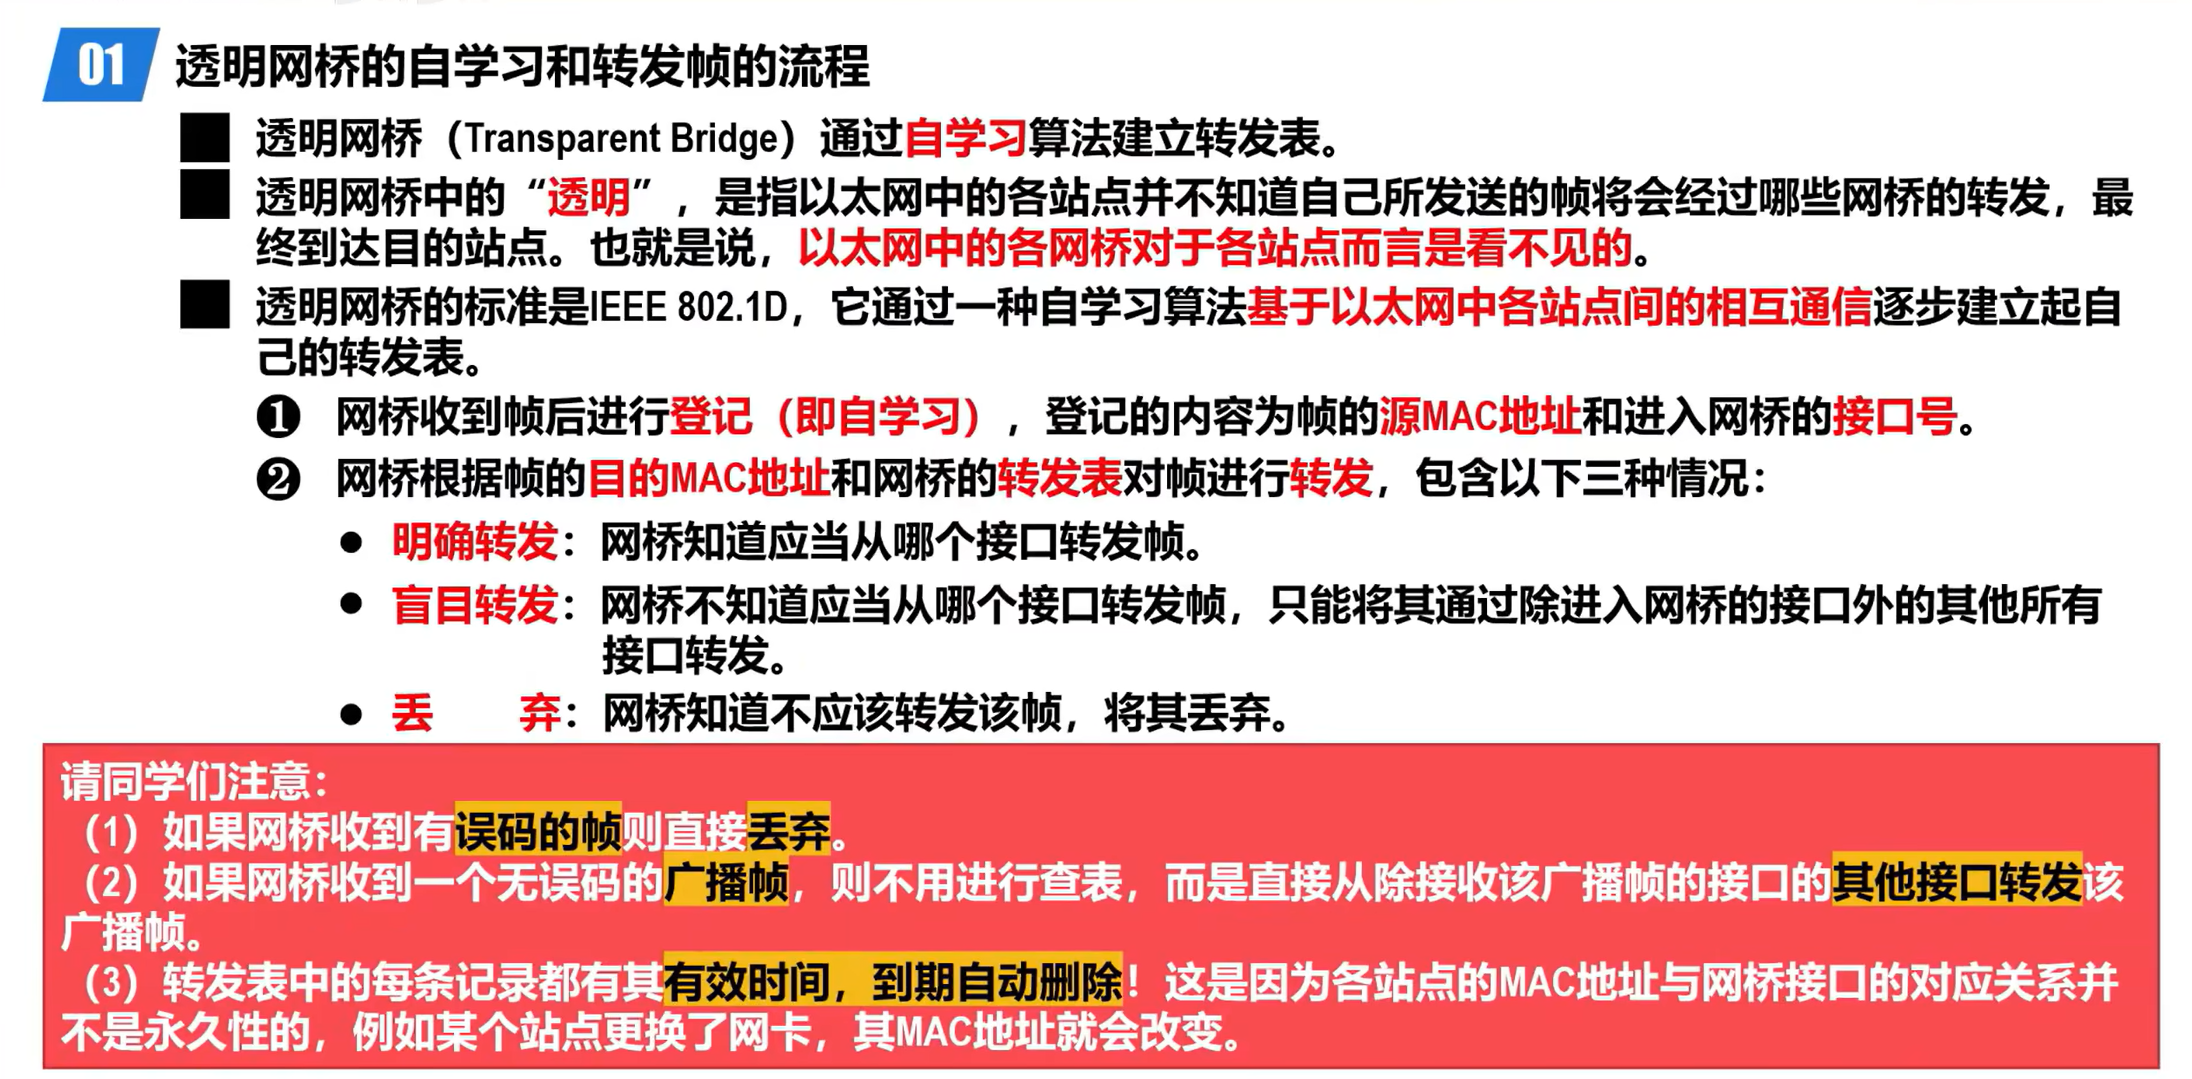 01 透明网桥的自学习和转发帧的流程
透明网桥（Transparent Bridge）通过自学习算法建立转发表。
透明网桥中的“透明”，是指以太网中的各站点并不知道自己所发送的帧将会经过哪些网桥的转发，最
终到达目的站点。也就是说，以太网中的各网桥对于各站点而言是看不见的。
透明网桥的标准是IEEE 802.1D，它通过一种自学习算法基于以太网中各站点间的相互通信逐步建立起自
己的转发表。
❶ 网桥收到帧后进行登记（即自学习），登记的内容为帧的源MAC地址和进入网桥的接口号。
❷ 网桥根据帧的目的MAC地址和网桥的转发表对帧进行转发，包含以下三种情况：
● 明确转发：网桥知道应当从哪个接口转发帧。
● 盲目转发：网桥不知道应当从哪个接口转发帧，只能将其通过除进入网桥的接口外的其他所有
接口转发。
● 丢　　弃：网桥知道不应该转发该帧，将其丢弃。
请同学们注意：
（1）如果网桥收到有误码的帧则直接丢弃。
（2）如果网桥收到一个无误码的广播帧，则不用进行查表，而是直接从除接收该广播帧的接口的其他接口转发该
广播帧。
（3）转发表中的每条记录都有其有效时间，到期自动删除！这是因为各站点的MAC地址与网桥接口的对应关系并
不是永久性的，例如某个站点更换了网卡，其MAC地址就会改变。